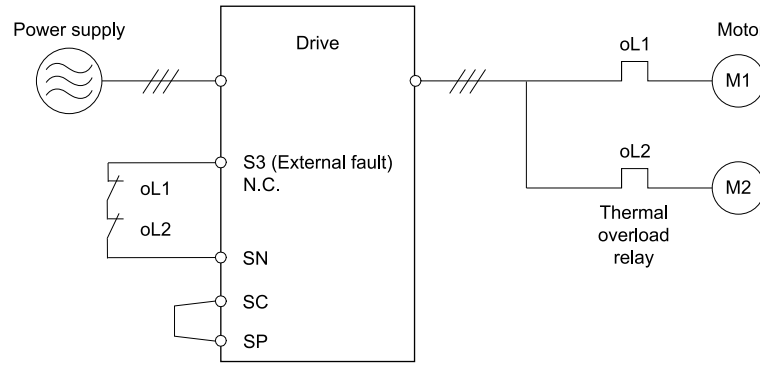 Power supply
Drive
oL1
Moto
M1
S3 (External fault)
N.C.
oL1
oL2
oL2
M2
Thermal
overload
relay
SN
SC
SP